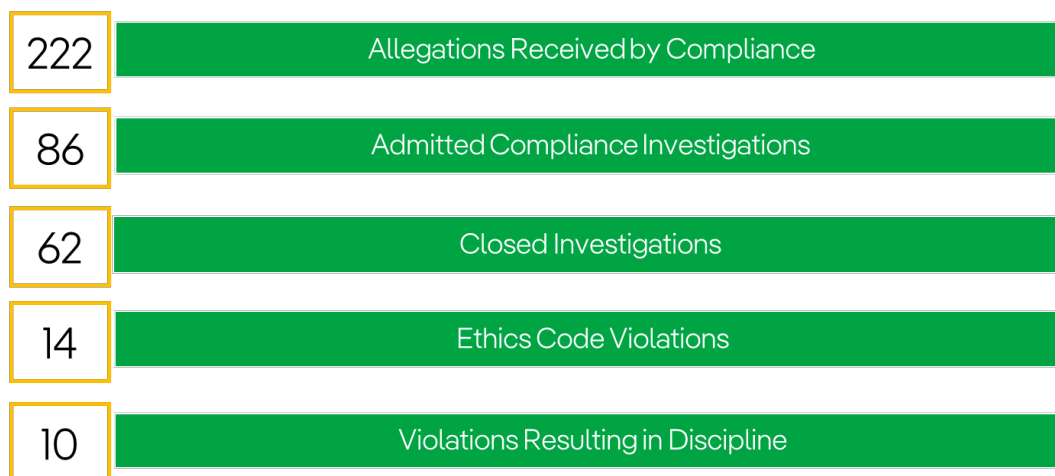 222 Allegations Received by Compliance
86 Admitted Compliance Investigations
62 Closed Investigations
14 Ethics Code Violations
10 Violations Resulting in Discipline